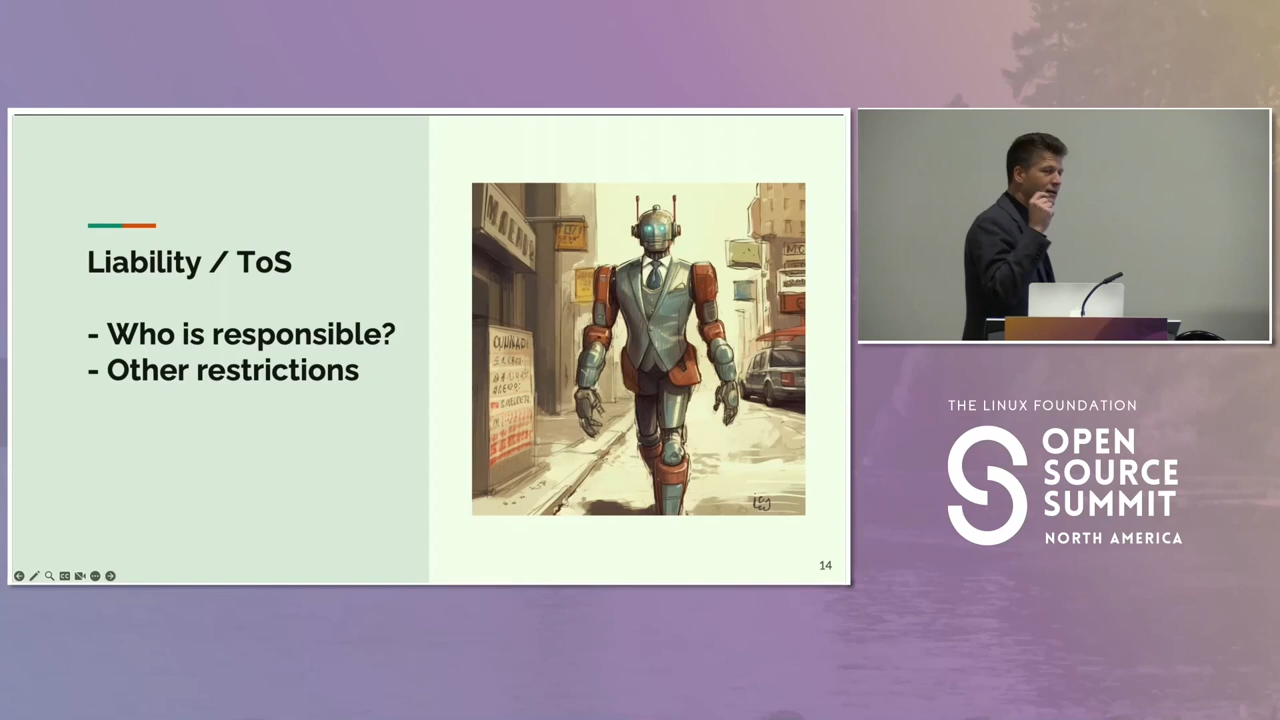 Liability / ToS
- Who is responsible?
- Other restrictions
14
THE LINUX FOUNDATION
OPEN
SOURCE
SUMMIT
NORTH AMERICA